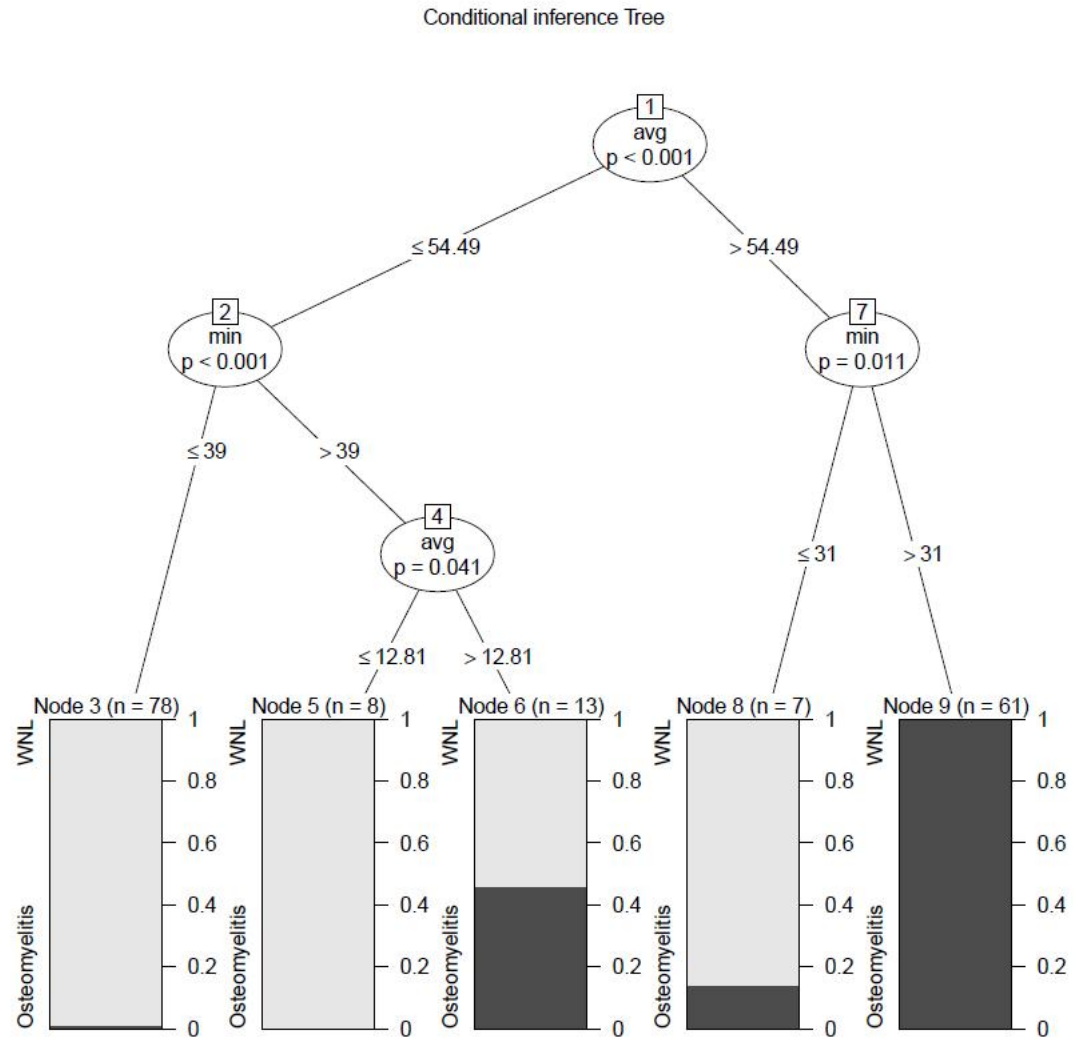 Conditional inference Tree
1
avg
p < 0.001
≤ 54.49
> 54.49
2
min
p < 0.001
7
min
p = 0.011
≤ 39
> 39
4
avg
p = 0.041
≤ 31
> 31
≤ 12.81
> 12.81
Node 3 (n = 78)
WNL
Osteomyelitis
1
0.8
0.6
0.4
0.2
0
Node 5 (n = 8)
WNL
Osteomyelitis
1
0.8
0.6
0.4
0.2
0
Node 6 (n = 13)
WNL
Osteomyelitis
1
0.8
0.6
0.4
0.2
0
Node 8 (n = 7)
WNL
Osteomyelitis
1
0.8
0.6
0.4
0.2
0
Node 9 (n = 61)
WNL
Osteomyelitis
1
0.8
0.6
0.4
0.2
0